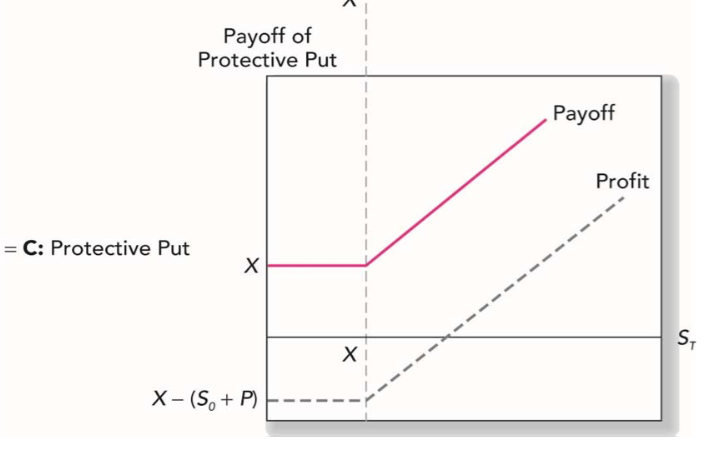 X
Payoff of
Protective Put
Payoff
Profit
= C: Protective Put
X
S_T
X
X – (S_0 + P)